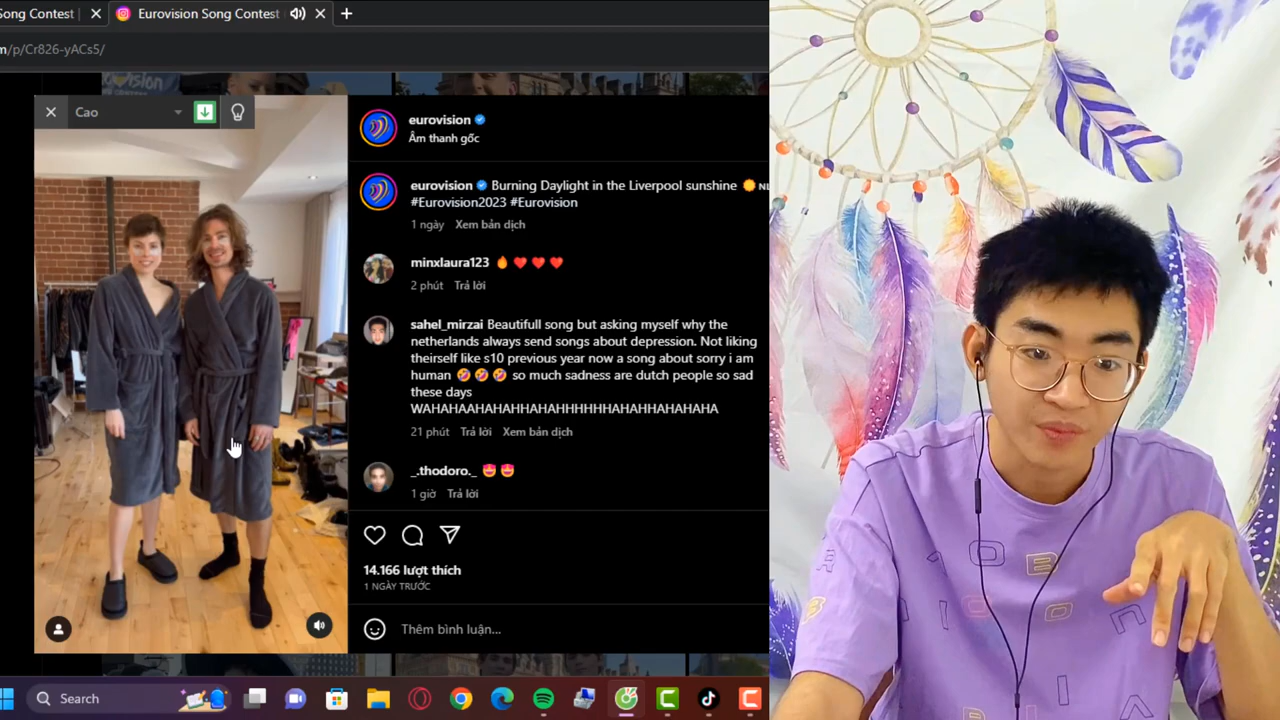 Song Contest
Eurovision Song Contest
m/p/Cr826-yACs5/
Cao
eurovision
Âm thanh gốc
eurovision Burning Daylight in the Liverpool sunshine 🌞 NL
#Eurovision2023 #Eurovision
1 ngày Xem bản dịch
minxlaura123 🔥 ❤️ ❤️ ❤️
2 phút Trả lời
sahel_mirzai Beautifull song but asking myself why the
netherlands always send songs about depression. Not liking
theirself like s10 previous year now a song about sorry i am
human 🤣 🤣 🤣 so much sadness are dutch people so sad
these days
WAHAHAAHAHAHHAHAHHHHHHAHAHHAHAHAHA
21 phút Trả lời Xem bản dịch
_.thodoro._ 😍 😍
1 giờ Trả lời
14.166 lượt thích
1 NGÀY TRƯỚC
Thêm bình luận...
Search